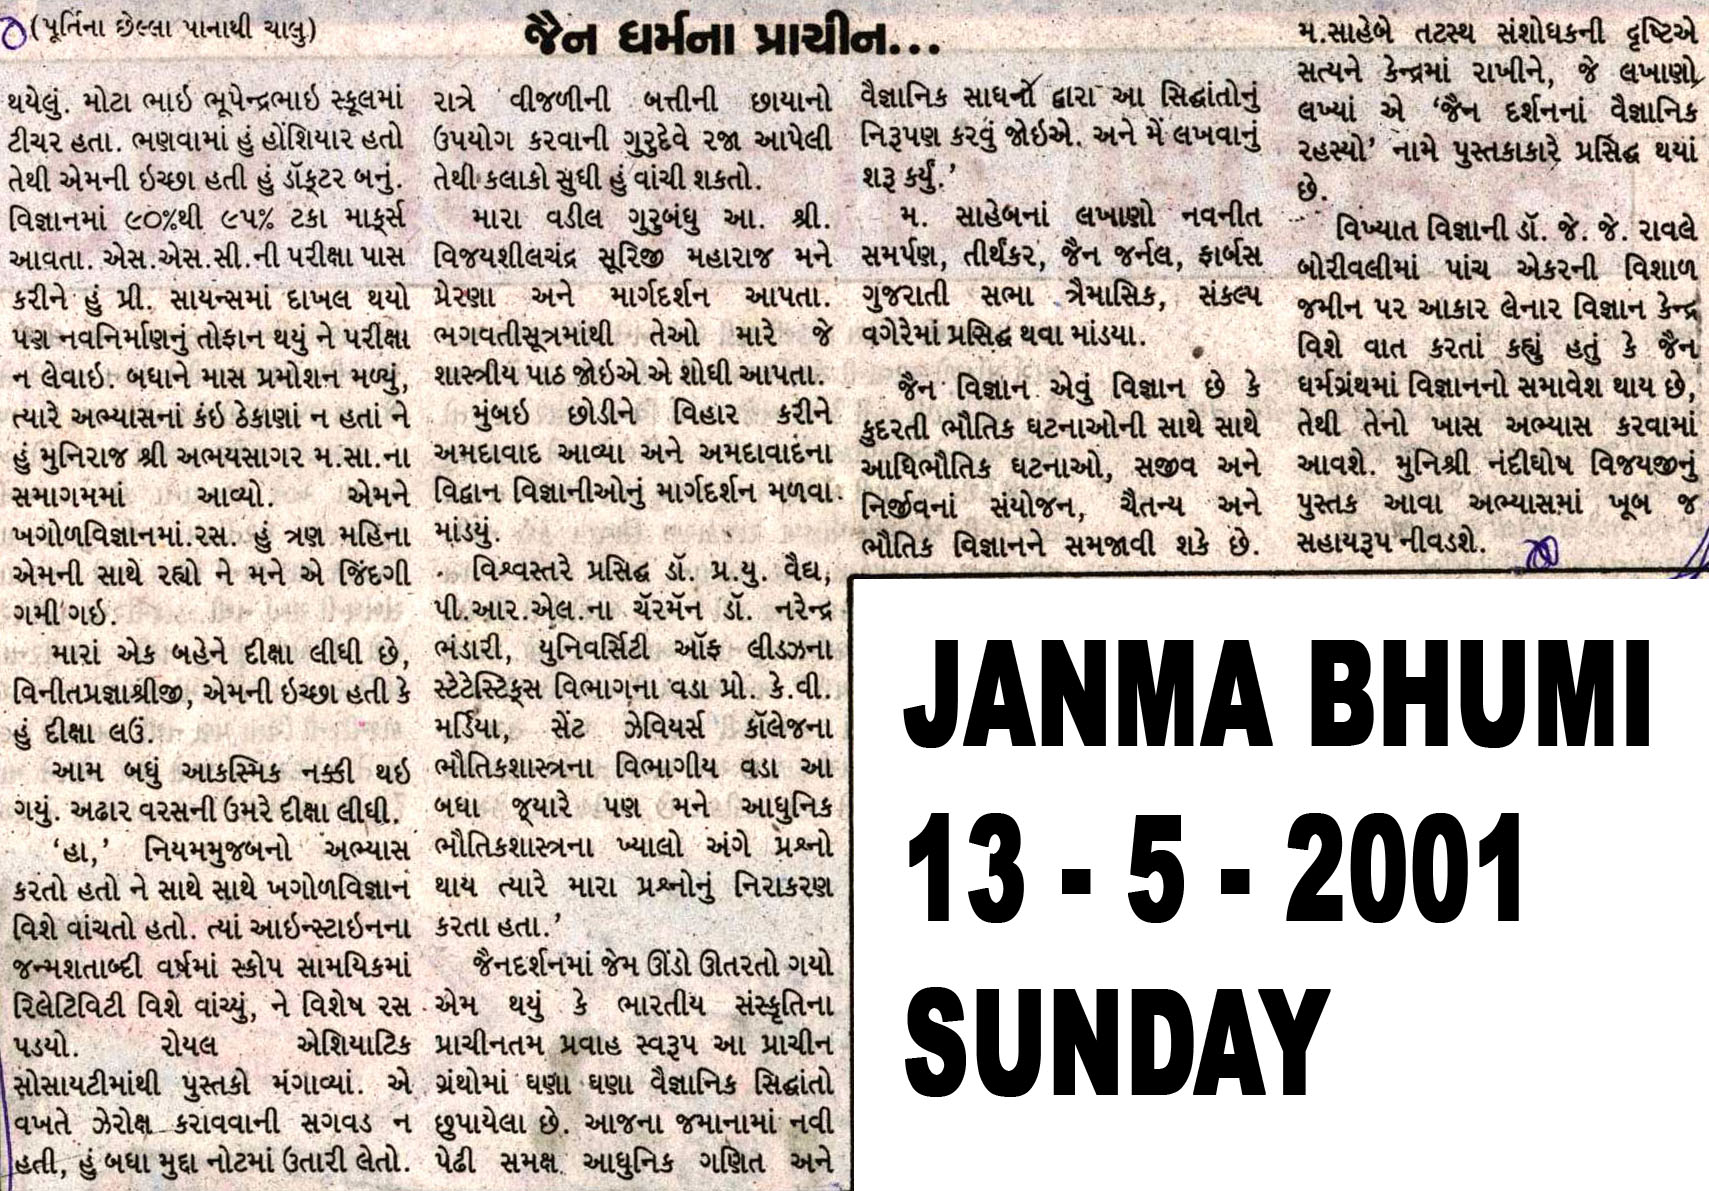 (પૂર્તિના છેલ્લા પાનાથી ચાલુ)
જૈન ધર્મના પ્રાચીન...
થયેલું. મોટા ભાઇ ભૂપેન્દ્રભાઇ સ્કૂલમાં
ટીચર હતા. ભણવામાં હું હોંશિયાર હતો
તેથી એમની ઇચ્છા હતી હું ડૉક્ટર બનું.
વિજ્ઞાનમાં ૯૦%થી ૯૫% ટકા માર્ક્સ
આવતા. એસ.એસ.સી.ની પરીક્ષા પાસ
કરીને હું પ્રી. સાયન્સમાં દાખલ થયો
પણ નવનિર્માણનું તોફાન થયું ને પરીક્ષા
ન લેવાઇ. બધાને માસ પ્રમોશન મળ્યું,
ત્યારે અભ્યાસનાં કંઇ ઠેકાણાં ન હતાં ને
હું મુનિરાજ શ્રી અભયસાગર મ.સા.ના
સમાગમમાં આવ્યો. એમને
ખગોળવિજ્ઞાનમાં રસ. હું ત્રણ મહિના
એમની સાથે રહ્યો ને મને એ જિંદગી
ગમી ગઇ.
મારાં એક બહેને દીક્ષા લીધી છે,
વિનીતપ્રજ્ઞાશ્રીજી, એમની ઇચ્છા હતી કે
હું દીક્ષા લઉં.
આમ બધું આકસ્મિક નક્કી થઇ
ગયું. અઢાર વરસની ઉંમરે દીક્ષા લીધી.
'હા,' નિયમમુજબનો અભ્યાસ
કરતો હતો ને સાથે સાથે ખગોળવિજ્ઞાન
વિશે વાંચતો હતો. ત્યાં આઇન્સ્ટાઇનના
જન્મશતાબ્દી વર્ષમાં સ્કોપ સામયિકમાં
રિલેટિવિટી વિશે વાંચ્યું, ને વિશેષ રસ
પડયો. રોયલ એશિયાટિક
સોસાયટીમાંથી પુસ્તકો મંગાવ્યાં. એ
વખતે ઝેરોક્ષ કરાવવાની સગવડ ન
હતી, હું બધા મુદ્દા નોટમાં ઉતારી લેતો.
રાત્રે વીજળીની બત્તીની છાયાનો
ઉપયોગ કરવાની ગુરુદેવે રજા આપેલી
તેથી કલાકો સુધી હું વાંચી શકતો.
મારા વડીલ ગુરુબંધુ આ. શ્રી.
વિજયશીલચંદ્ર સૂરિજી મહારાજ મને
પ્રેરણા અને માર્ગદર્શન આપતા.
ભગવતીસૂત્રમાંથી તેઓ મારે જે
શાસ્ત્રીય પાઠ જોઇએ એ શોધી આપતા.
મુંબઇ છોડીને વિહાર કરીને
અમદાવાદ આવ્યા અને અમદાવાદના
વિદ્વાન વિજ્ઞાનીઓનું માર્ગદર્શન મળવા
માંડયું.
વિશ્વસ્તરે પ્રસિદ્ધ ડૉ. પ્ર.યુ. વૈદ્ય,
પી.આર.એલ.ના ચૅરમૅન ડૉ. નરેન્દ્ર
ભંડારી, યુનિવર્સિટી ઑફ લીડઝના
સ્ટેટેસ્ટિક્સ વિભાગના વડા પ્રો. કે.વી.
મર્ડિયા, સેંટ ઝેવિયર્સ કૉલેજના
ભૌતિકશાસ્ત્રના વિભાગીય વડા આ
બધા જ્યારે પણ મને આધુનિક
ભૌતિકશાસ્ત્રના ખ્યાલો અંગે પ્રશ્નો
થાય ત્યારે મારા પ્રશ્નોનું નિરાકરણ
કરતા હતા.'
જૈનદર્શનમાં જેમ ઊંડો ઊતરતો ગયો
એમ થયું કે ભારતીય સંસ્કૃતિના
પ્રાચીનતમ પ્રવાહ સ્વરૂપ આ પ્રાચીન
ગ્રંથોમાં ઘણા ઘણા વૈજ્ઞાનિક સિદ્ધાંતો
છુપાયેલા છે. આજના જમાનામાં નવી
પેઢી સમક્ષ આધુનિક ગણિત અને
વૈજ્ઞાનિક સાધનો દ્વારા આ સિદ્ધાંતોનું
નિરૂપણ કરવું જોઇએ. અને મેં લખવાનું
શરૂ કર્યું.'
મ. સાહેબનાં લખાણો નવનીત
સમર્પણ, તીર્થંકર, જૈન જર્નલ, ફાર્બસ
ગુજરાતી સભા ત્રૈમાસિક, સંકલ્પ
વગેરેમાં પ્રસિદ્ધ થવા માંડયા.
જૈન વિજ્ઞાન એવું વિજ્ઞાન છે કે
કુદરતી ભૌતિક ઘટનાઓની સાથે સાથે
આધિભૌતિક ઘટનાઓ, સજીવ અને
નિર્જીવનાં સંયોજન, ચૈતન્ય અને
ભૌતિક વિજ્ઞાનને સમજાવી શકે છે.
મ.સાહેબે તટસ્થ સંશોધકની દૃષ્ટિએ
સત્યને કેન્દ્રમાં રાખીને, જે લખાણો
લખ્યાં એ 'જૈન દર્શનનાં વૈજ્ઞાનિક
રહસ્યો' નામે પુસ્તકાકારે પ્રસિદ્ધ થયાં
છે.
વિખ્યાત વિજ્ઞાની ડૉ. જે. જે. રાવલે
બોરીવલીમાં પાંચ એકરની વિશાળ
જમીન પર આકાર લેનાર વિજ્ઞાન કેન્દ્ર
વિશે વાત કરતાં કહ્યું હતું કે જૈન
ધર્મગ્રંથમાં વિજ્ઞાનનો સમાવેશ થાય છે,
તેથી તેનો ખાસ અભ્યાસ કરવામાં
આવશે. મુનિશ્રી નંદીઘોષ વિજયજીનું
પુસ્તક આવા અભ્યાસમાં ખૂબ જ
સહાયરૂપ નીવડશે.
JANMA BHUMI
13 - 5 - 2001
SUNDAY